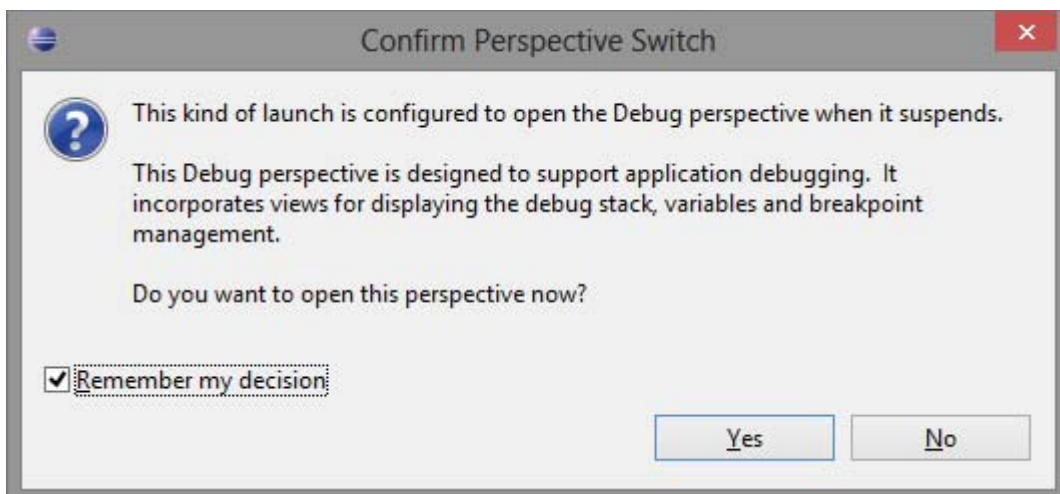 Confirm Perspective Switch
This kind of launch is configured to open the Debug perspective when it suspends.
This Debug perspective is designed to support application debugging.  It
incorporates views for displaying the debug stack, variables and breakpoint
management.
Do you want to open this perspective now?
Remember my decision
Yes
No